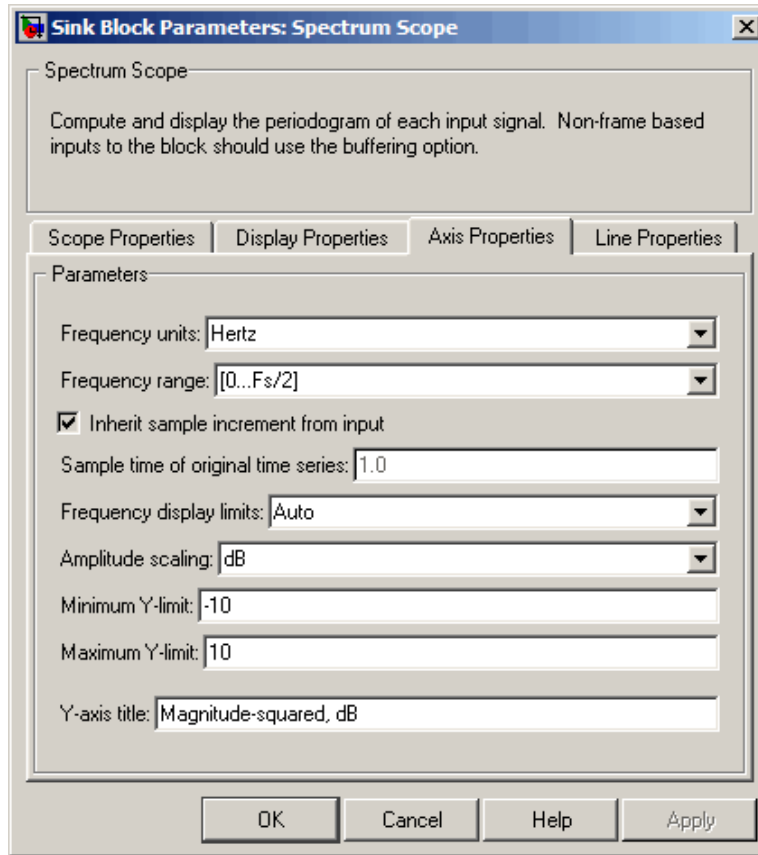 Sink Block Parameters: Spectrum Scope
Spectrum Scope
Compute and display the periodogram of each input signal.  Non-frame based
inputs to the block should use the buffering option.
Scope Properties Display Properties Axis Properties Line Properties
Parameters
Frequency units: Hertz
Frequency range: [0...Fs/2]
Inherit sample increment from input
Sample time of original time series: 1.0
Frequency display limits: Auto
Amplitude scaling: dB
Minimum Y-limit: -10
Maximum Y-limit: 10
Y-axis title: Magnitude-squared, dB
OK Cancel Help Apply